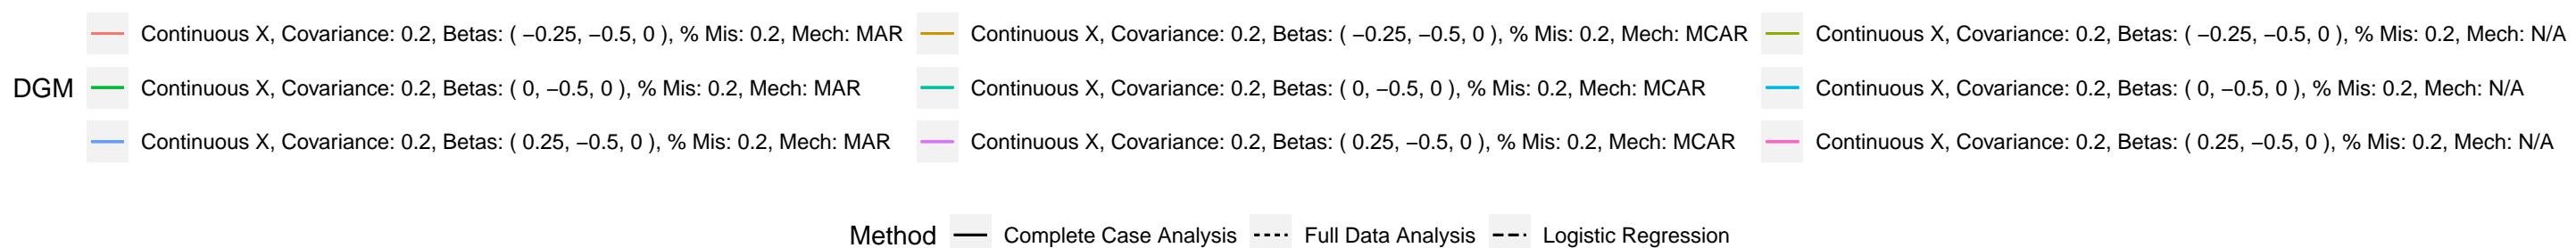 Continuous X, Covariance: 0.2, Betas: ( −0.25, −0.5, 0 ), % Mis: 0.2, Mech: MAR Continuous X, Covariance: 0.2, Betas: ( −0.25, −0.5, 0 ), % Mis: 0.2, Mech: MCAR Continuous X, Covariance: 0.2, Betas: ( −0.25, −0.5, 0 ), % Mis: 0.2, Mech: N/A
DGM Continuous X, Covariance: 0.2, Betas: ( 0, −0.5, 0 ), % Mis: 0.2, Mech: MAR Continuous X, Covariance: 0.2, Betas: ( 0, −0.5, 0 ), % Mis: 0.2, Mech: MCAR Continuous X, Covariance: 0.2, Betas: ( 0, −0.5, 0 ), % Mis: 0.2, Mech: N/A
Continuous X, Covariance: 0.2, Betas: ( 0.25, −0.5, 0 ), % Mis: 0.2, Mech: MAR Continuous X, Covariance: 0.2, Betas: ( 0.25, −0.5, 0 ), % Mis: 0.2, Mech: MCAR Continuous X, Covariance: 0.2, Betas: ( 0.25, −0.5, 0 ), % Mis: 0.2, Mech: N/A
Method Complete Case Analysis Full Data Analysis Logistic Regression